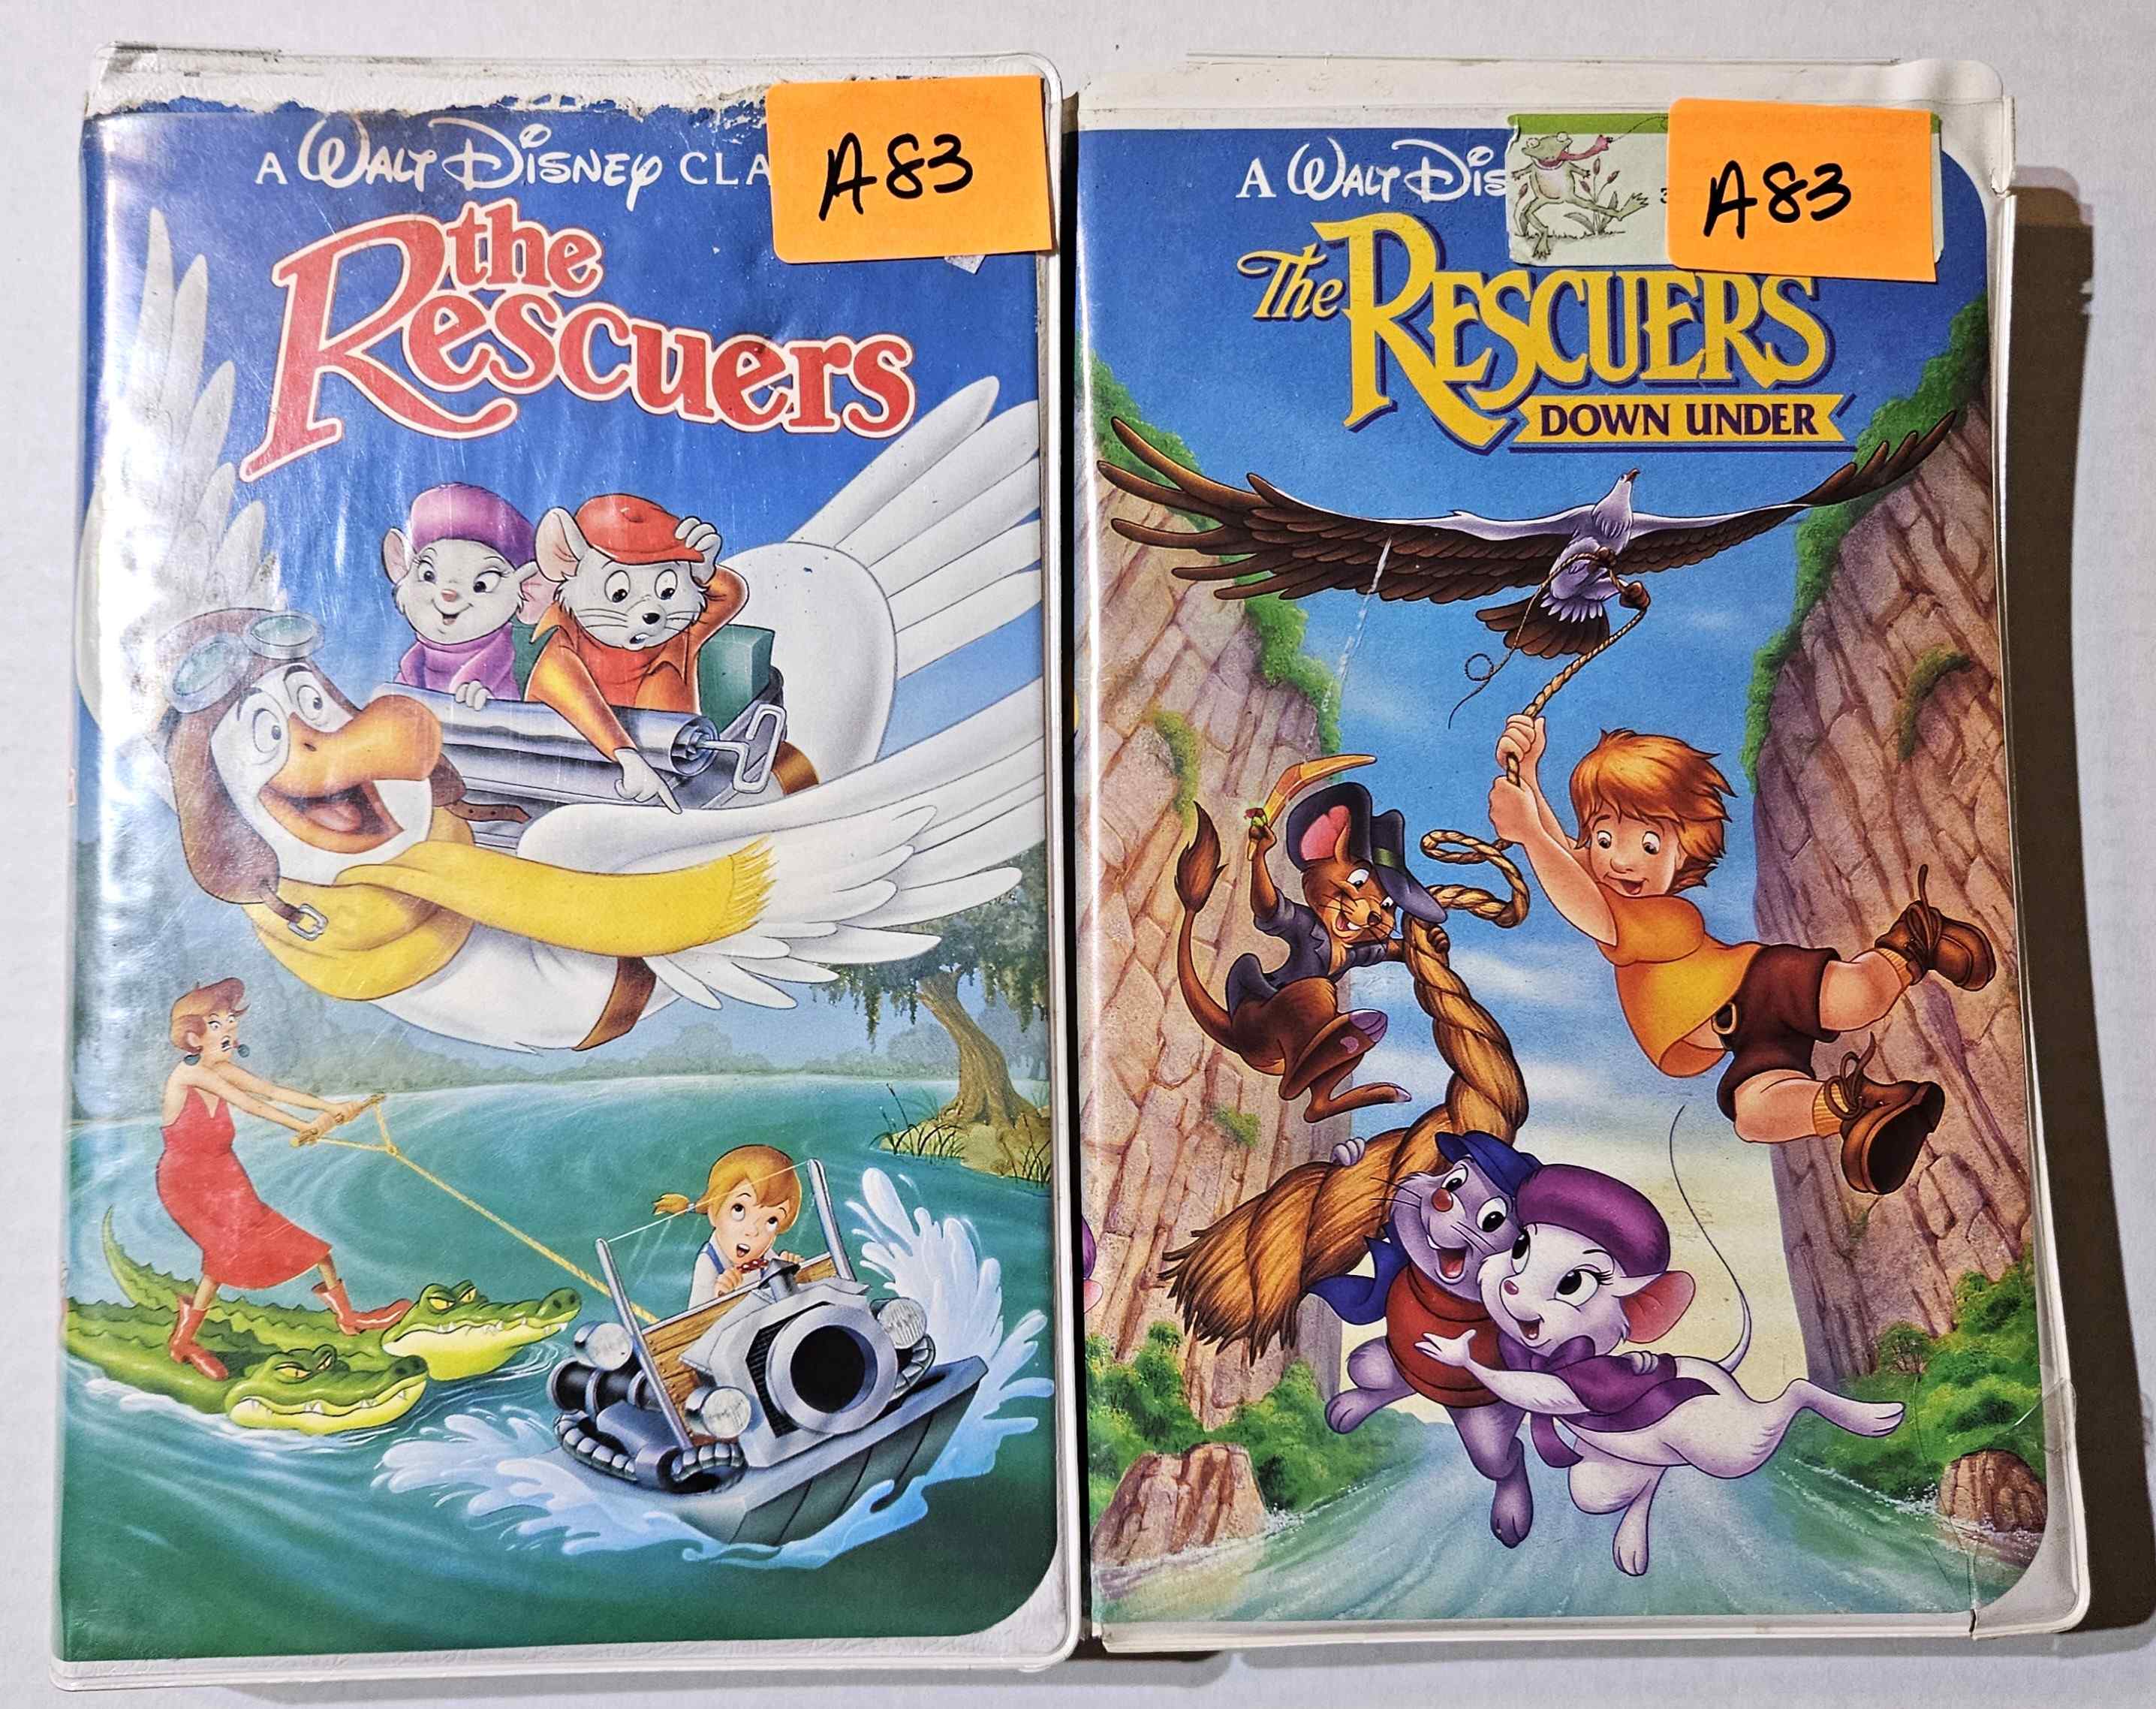 A WALT DISNEY CLA
A83
the
Rescuers
A WALT DIS
A83
The RESCUERS
DOWN UNDER